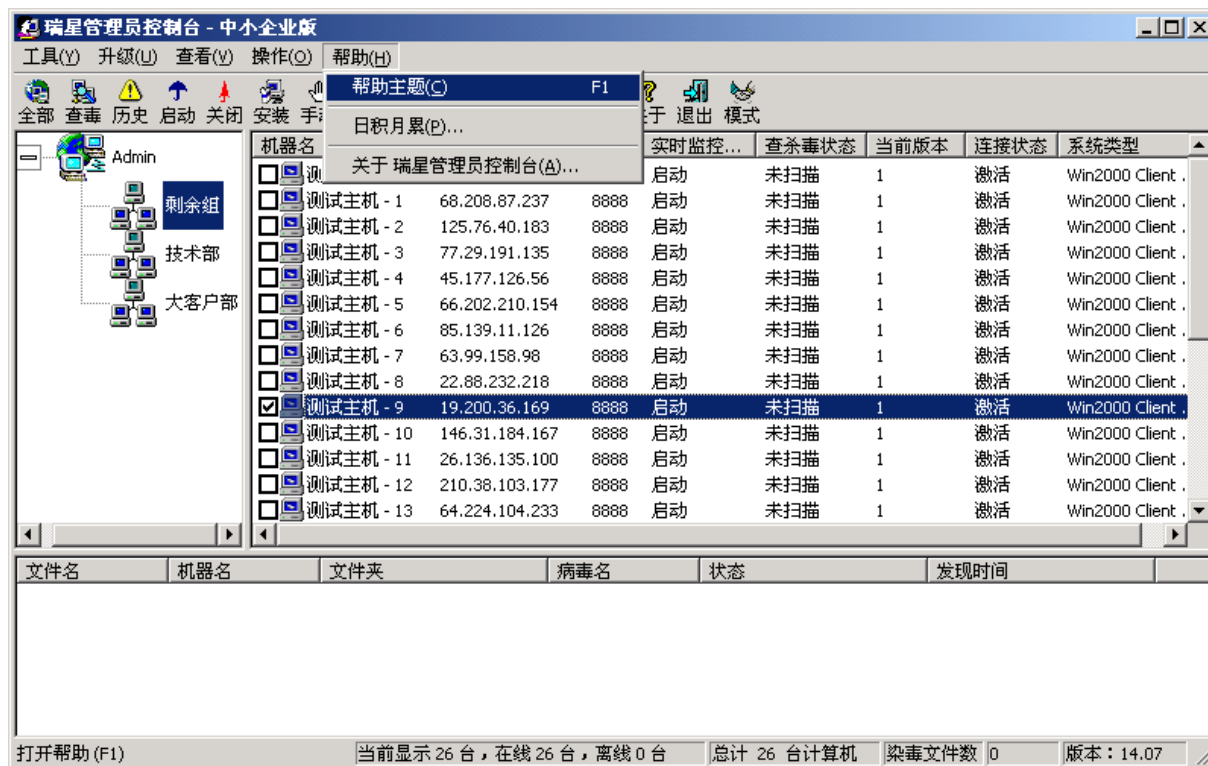 瑞星管理员控制台 - 中小企业版
工具(Y) 升级(U) 查看(V) 操作(O) 帮助(H)
帮助主题(C) F1
日积月累(P)...
关于 瑞星管理员控制台(A)...
全部 查毒 历史 启动 关闭 安装 退出 模式
Admin
剩余组
技术部
大客户部
机器名 实时监控... 查杀毒状态 当前版本 连接状态 系统类型
启动 未扫描 1 激活 Win2000 Client .
测试主机 - 1 68.208.87.237 8888 启动 未扫描 1 激活 Win2000 Client .
测试主机 - 2 125.76.40.183 8888 启动 未扫描 1 激活 Win2000 Client .
测试主机 - 3 77.29.191.135 8888 启动 未扫描 1 激活 Win2000 Client .
测试主机 - 4 45.177.126.56 8888 启动 未扫描 1 激活 Win2000 Client .
测试主机 - 5 66.202.210.154 8888 启动 未扫描 1 激活 Win2000 Client .
测试主机 - 6 85.139.11.126 8888 启动 未扫描 1 激活 Win2000 Client .
测试主机 - 7 63.99.158.98 8888 启动 未扫描 1 激活 Win2000 Client .
测试主机 - 8 22.88.232.218 8888 启动 未扫描 1 激活 Win2000 Client .
测试主机 - 9 19.200.36.169 8888 启动 未扫描 1 激活 Win2000 Client .
测试主机 - 10 146.31.184.167 8888 启动 未扫描 1 激活 Win2000 Client .
测试主机 - 11 26.136.135.100 8888 启动 未扫描 1 激活 Win2000 Client .
测试主机 - 12 210.38.103.177 8888 启动 未扫描 1 激活 Win2000 Client .
测试主机 - 13 64.224.104.233 8888 启动 未扫描 1 激活 Win2000 Client .
文件名 机器名 文件夹 病毒名 状态 发现时间
打开帮助 (F1) 当前显示 26 台，在线 26 台，离线 0 台 总计 26 台计算机 染毒文件数 0 版本：14.07